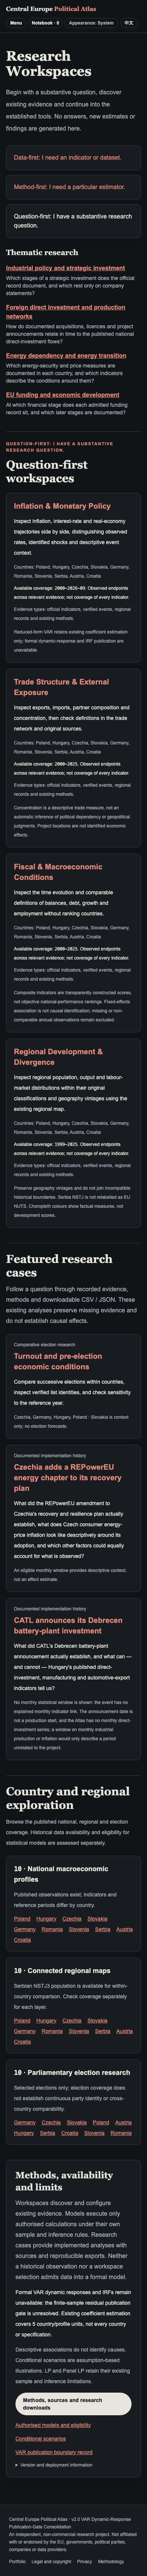 Central Europe Political Atlas
Menu Notebook · 0 Appearance: System 中文
Research
Workspaces
Begin with a substantive question, discover
existing evidence and continue into the
established tools. No answers, new estimates or
findings are generated here.
Data-first: I need an indicator or dataset.
Method-first: I need a particular estimator.
Question-first: I have a substantive research
question.
Thematic research
Industrial policy and strategic investment
Which stages of a strategic investment does the official
record document, and which rest only on company
statements?
Foreign direct investment and production
networks
How do documented acquisitions, licences and permit
announcements relate in time to the published annual
direct-investment flows?
Energy dependency and energy transition
Which energy-security and price measures are
documented in each country, and which indicators
describe the conditions around them?
EU funding and economic development
At which financial stage does each admitted funding
record sit, and which later stages are documented?
QUESTION-FIRST: I HAVE A SUBSTANTIVE
RESEARCH QUESTION.
Question-first
workspaces
Inflation & Monetary Policy
Inspect inflation, interest-rate and real-economy
trajectories side by side, distinguishing observed
rates, identified shocks and descriptive event
context.
Countries: Poland, Hungary, Czechia, Slovakia, Germany,
Romania, Slovenia, Serbia, Austria, Croatia
Available coverage: 2000–2026-09. Observed endpoints
across relevant evidence; not coverage of every indicator.
Evidence types: official indicators, verified events, regional
records and existing methods.
Reduced-form VAR retains existing coefficient estimation
only; formal dynamic-response and IRF publication are
unavailable.
Trade Structure & External
Exposure
Inspect exports, imports, partner composition and
concentration, then check definitions in the trade
network and original sources.
Countries: Poland, Hungary, Czechia, Slovakia, Germany,
Romania, Slovenia, Serbia, Austria, Croatia
Available coverage: 2000–2025. Observed endpoints
across relevant evidence; not coverage of every indicator.
Evidence types: official indicators, verified events, regional
records and existing methods.
Concentration is a descriptive trade measure, not an
automatic inference of political dependency or geopolitical
judgments. Project locations are not identified economic
effects.
Fiscal & Macroeconomic
Conditions
Inspect the time evolution and comparable
definitions of balances, debt, growth and
employment without ranking countries.
Countries: Poland, Hungary, Czechia, Slovakia, Germany,
Romania, Slovenia, Serbia, Austria, Croatia
Available coverage: 2000–2025. Observed endpoints
across relevant evidence; not coverage of every indicator.
Evidence types: official indicators, verified events, regional
records and existing methods.
Composite indicators are transparently constructed scores,
not objective national-performance rankings. Fixed-effects
association is not causal identification; missing or non-
comparable annual observations remain excluded.
Regional Development &
Divergence
Inspect regional population, output and labour-
market distributions within their original
classifications and geography vintages using the
existing regional map.
Countries: Poland, Hungary, Czechia, Slovakia, Germany,
Romania, Slovenia, Serbia, Austria, Croatia
Available coverage: 1999–2025. Observed endpoints
across relevant evidence; not coverage of every indicator.
Evidence types: official indicators, verified events, regional
records and existing methods.
Preserve geography vintages and do not join incompatible
historical boundaries. Serbia NSTJ is not relabeled as EU
NUTS. Choropleth colours show factual measures, not
development scores.
Featured research
cases
Follow a question through recorded evidence,
methods and downloadable CSV / JSON. These
existing analyses preserve missing evidence and
do not establish causal effects.
Comparative election research
Turnout and pre-election
economic conditions
Compare successive elections within countries,
inspect verified list identities, and check sensitivity
to the reference year.
Czechia, Germany, Hungary, Poland · Slovakia is context
only; no election forecasts.
Documented implementation history
Czechia adds a REPowerEU
energy chapter to its recovery
plan
What did the REPowerEU amendment to
Czechia's recovery and resilience plan actually
establish, what does Czech consumer energy-
price inflation look like descriptively around its
adoption, and which other factors could equally
account for what is observed?
An eligible monthly window provides descriptive context,
not an effect estimate.
Documented implementation history
CATL announces its Debrecen
battery-plant investment
What did CATL's Debrecen battery-plant
announcement actually establish, and what can —
and cannot — Hungary's published direct-
investment, manufacturing and automotive-export
indicators tell us?
No monthly statistical window is shown: the event has no
explained monthly indicator link. The announcement date is
not a production start, and the Atlas has no monthly direct-
investment series; a window on monthly industrial
production or inflation would only describe a period
unrelated to the project.
Country and regional
exploration
Browse the published national, regional and election
coverage. Historical data availability and eligibility for
statistical models are assessed separately.
10 · National macroeconomic
profiles
Published observations exist; indicators and
reference periods differ by country.
Poland Hungary Czechia Slovakia
Germany Romania Slovenia Serbia Austria
Croatia
10 · Connected regional maps
Serbian NSTJ3 population is available for within-
country comparison. Check coverage separately
for each layer.
Poland Hungary Czechia Slovakia
Germany Romania Slovenia Serbia Austria
Croatia
10 · Parliamentary election research
Selected elections only; election coverage does
not establish continuous party identity or cross-
country comparability.
Germany Czechia Slovakia Poland Austria
Hungary Serbia Croatia Slovenia Romania
Methods, availability
and limits
Workspaces discover and configure
existing evidence. Models execute only
authorised calculations under their own
sample and inference rules. Research
cases provide implemented analyses with
sources and reproducible exports. Neither
a historical observation nor a workspace
selection admits data into a formal model.
Formal VAR dynamic responses and IRFs remain
unavailable: the finite-sample residual publication
gate is unresolved. Existing coefficient estimation
covers 5 country/profile units, not every country
or specification.
Descriptive associations do not identify causes.
Conditional scenarios are assumption-based
illustrations. LP and Panel LP retain their existing
sample and inference limitations.
Methods, sources and research
downloads
Authorised models and eligibility
Conditional scenarios
VAR publication boundary record
▸ Version and deployment information
Central Europe Political Atlas · v2.0 VAR Dynamic-Response
Publication-Gate Consolidation
An independent, non-commercial research project. Not affiliated
with or endorsed by the EU, governments, political parties,
companies or data providers.
Portfolio Legal and copyright Privacy Methodology